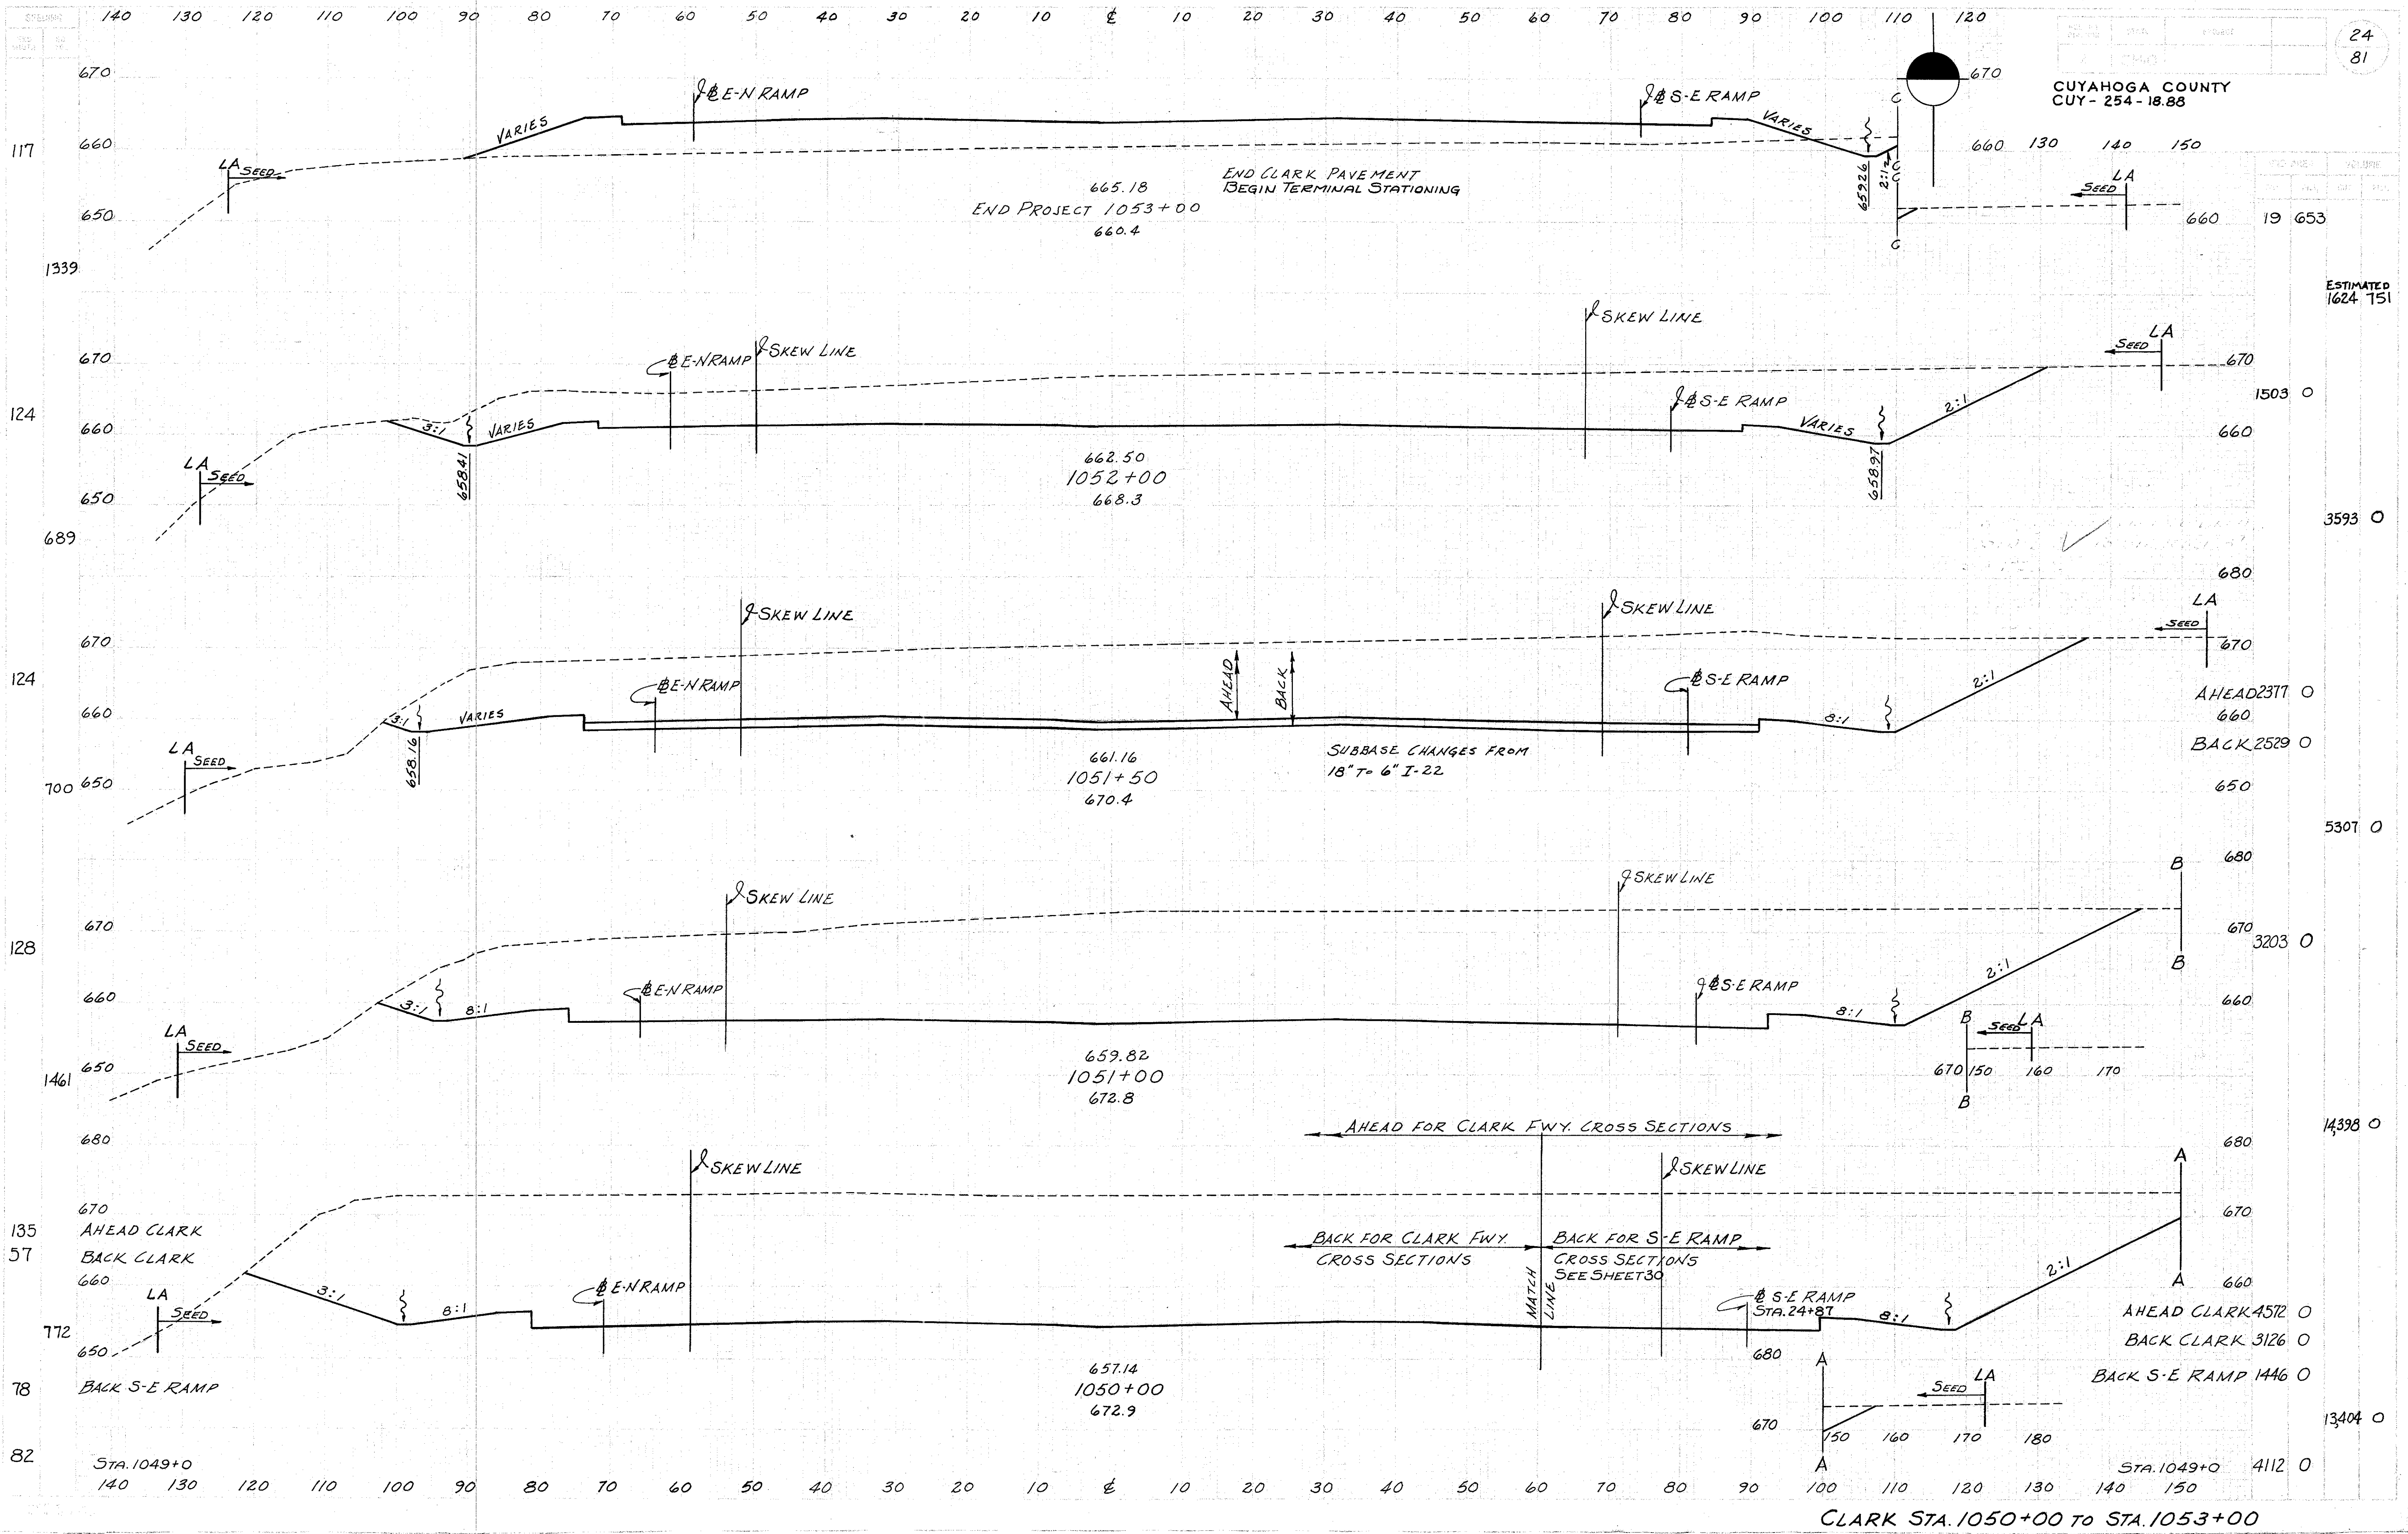 140 130 120 110 100 90 80 70 60 50 40 30 20 10 ℄ 10 20 30 40 50 60 70 80 90 100 110 120
24
81
CUYAHOGA COUNTY
CUY-254-18.88
670
670
℄ E-N RAMP
℄ S-E RAMP
C
VARIES
VARIES
117
660
660 130 140 150
LA
SEED
659.26
2:1
C
C
LA
SEED
665.18
END CLARK PAVEMENT
BEGIN TERMINAL STATIONING
END PROJECT 1053+00
660.4
650
660
19 653
C
1339
ESTIMATED
1624 751
SKEW LINE
SKEW LINE
℄ E-N RAMP
LA
SEED
670
670
1503 0
℄ S-E RAMP
124
660
3:1
VARIES
VARIES
2:1
660
LA
SEED
658.41
658.97
662.50
1052+00
668.3
650
689
3593 0
680
SKEW LINE
SKEW LINE
LA
SEED
670
670
AHEAD
BACK
124
℄ E-N RAMP
℄ S-E RAMP
2:1
AHEAD 2377 0
660
660
3:1
VARIES
8:1
BACK 2529 0
LA
SEED
658.16
661.16
1051+50
670.4
SUBBASE CHANGES FROM
18" TO 6" I-22
700 650
650
5307 0
680
B
SKEW LINE
SKEW LINE
670
670
128
3203 0
B
2:1
℄ E-N RAMP
℄ S-E RAMP
660
660
3:1
8:1
8:1
LA
SEED
B
SEED
LA
659.82
1051+00
672.8
1461 650
670 150 160 170
B
AHEAD FOR CLARK FWY. CROSS SECTIONS
14,398 0
680
680
A
SKEW LINE
SKEW LINE
670
670
135 AHEAD CLARK
57 BACK CLARK
BACK FOR CLARK FWY.
CROSS SECTIONS
BACK FOR S-E RAMP
CROSS SECTIONS
SEE SHEET 30
MATCH
LINE
660
660
A
2:1
LA
SEED
3:1
8:1
℄ E-N RAMP
℄ S-E RAMP
STA. 24+87
8:1
AHEAD CLARK 4572 0
772
BACK CLARK 3126 0
650
680
A
657.14
1050+00
672.9
78 BACK S-E RAMP
BACK S-E RAMP 1446 0
SEED
LA
670
150 160 170 180
13,404 0
82
A
STA. 1049+0
STA. 1049+0 4112 0
140 130 120 110 100 90 80 70 60 50 40 30 20 10 ℄ 10 20 30 40 50 60 70 80 90 100 110 120 130 140 150
CLARK STA. 1050+00 TO STA. 1053+00